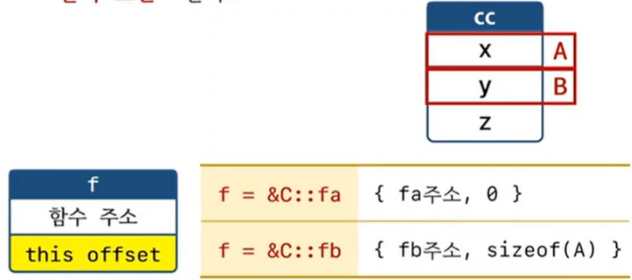 cc
x A
y B
z
f
함수 주소
this offset
f = &C::fa { fa주소, 0 }
f = &C::fb { fb주소, sizeof(A) }